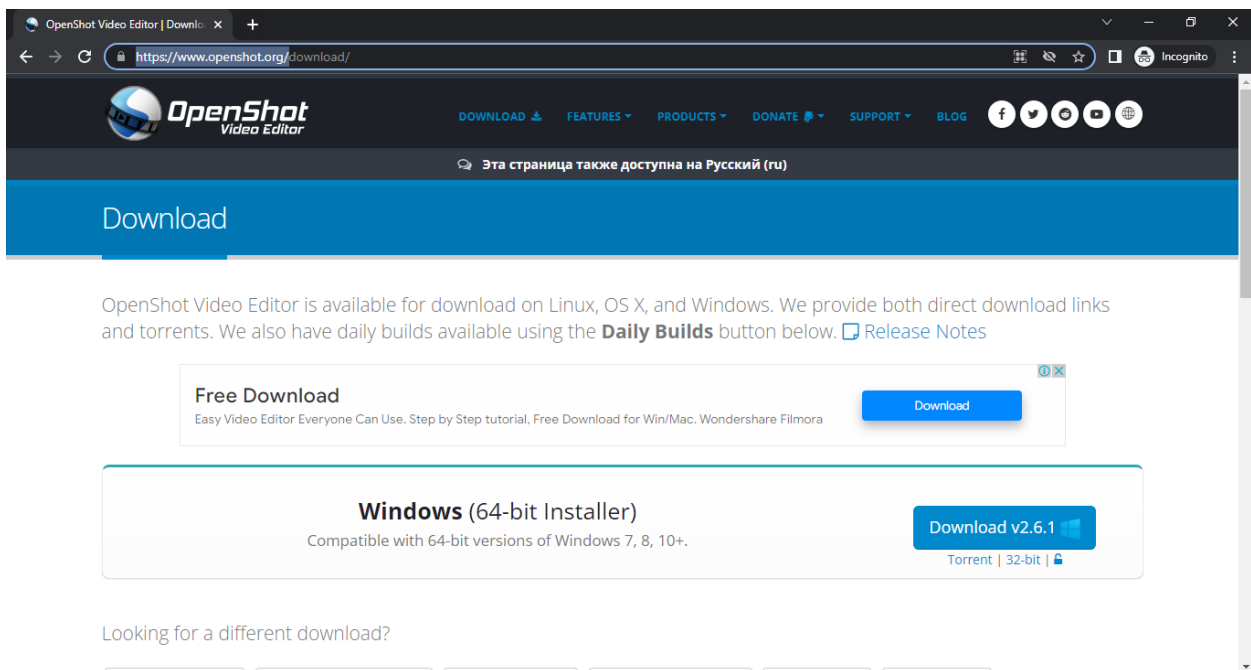 OpenShot Video Editor | Downlo
https://www.openshot.org/download/
Incognito
OpenShot
Video Editor
DOWNLOAD
FEATURES
PRODUCTS
DONATE
SUPPORT
BLOG
Эта страница также доступна на Русский (ru)
Download
OpenShot Video Editor is available for download on Linux, OS X, and Windows. We provide both direct download links
and torrents. We also have daily builds available using the Daily Builds button below. Release Notes
Free Download
Easy Video Editor Everyone Can Use. Step by Step tutorial, Free Download for Win/Mac. Wondershare Filmora
Download
Windows (64-bit Installer)
Compatible with 64-bit versions of Windows 7, 8, 10+.
Download v2.6.1
Torrent | 32-bit |
Looking for a different download?